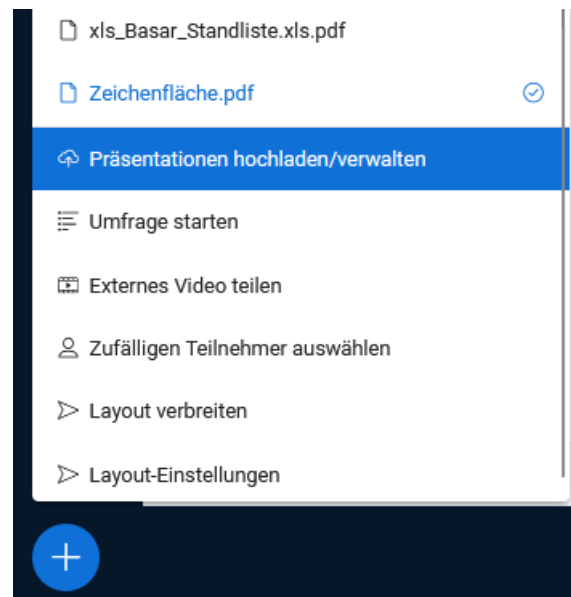 xls_Basar_Standliste.xls.pdf
Zeichenfläche.pdf
Präsentationen hochladen/verwalten
Umfrage starten
Externes Video teilen
Zufälligen Teilnehmer auswählen
Layout verbreiten
Layout-Einstellungen